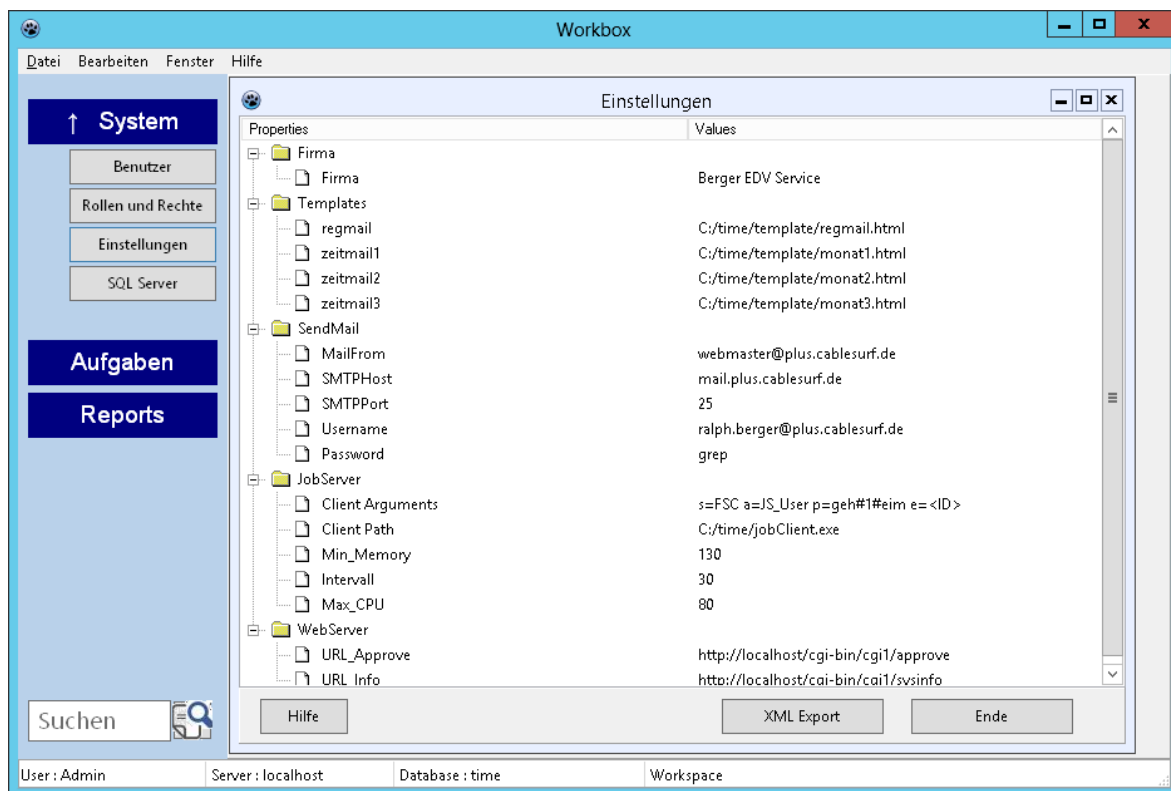 Workbox
Datei Bearbeiten Fenster Hilfe
↑ System
Benutzer
Rollen und Rechte
Einstellungen
SQL Server
Aufgaben
Reports
Suchen
Einstellungen
Properties Values
Firma
Firma Berger EDV Service
Templates
regmail C:/time/template/regmail.html
zeitmail1 C:/time/template/monat1.html
zeitmail2 C:/time/template/monat2.html
zeitmail3 C:/time/template/monat3.html
SendMail
MailFrom webmaster@plus.cablesurf.de
SMTPHost mail.plus.cablesurf.de
SMTPPort 25
Username ralph.berger@plus.cablesurf.de
Password grep
JobServer
Client Arguments s=FSC a=JS_User p=geh#1#eim e=<ID>
Client Path C:/time/jobClient.exe
Min_Memory 130
Intervall 30
Max_CPU 80
WebServer
URL_Approve http://localhost/cgi-bin/cgi1/approve
URL_Info http://localhost/cgi-bin/cgi1/sysinfo
Hilfe XML Export Ende
User : Admin Server : localhost Database : time Workspace